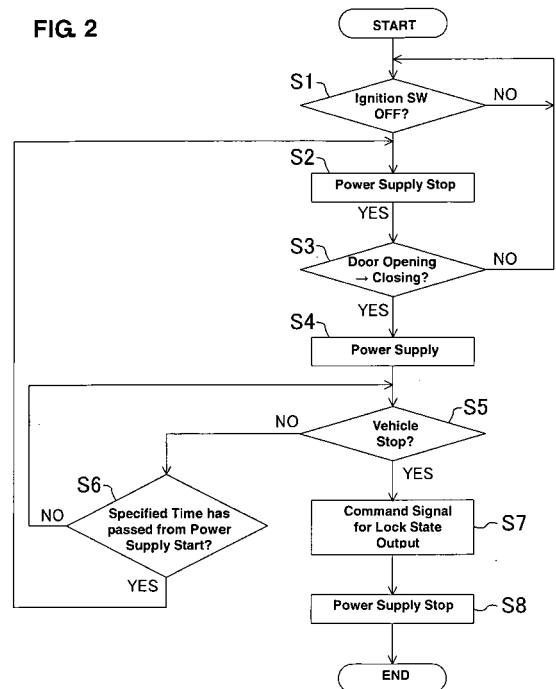 FIG. 2
START
S1
Ignition SW
OFF?
NO
S2
Power Supply Stop
YES
S3
Door Opening
→ Closing?
NO
YES
S4
Power Supply
S5
Vehicle
Stop?
NO
YES
S6
Specified Time has
passed from Power
Supply Start?
NO
YES
Command Signal
for Lock State
Output
S7
Power Supply Stop
S8
END